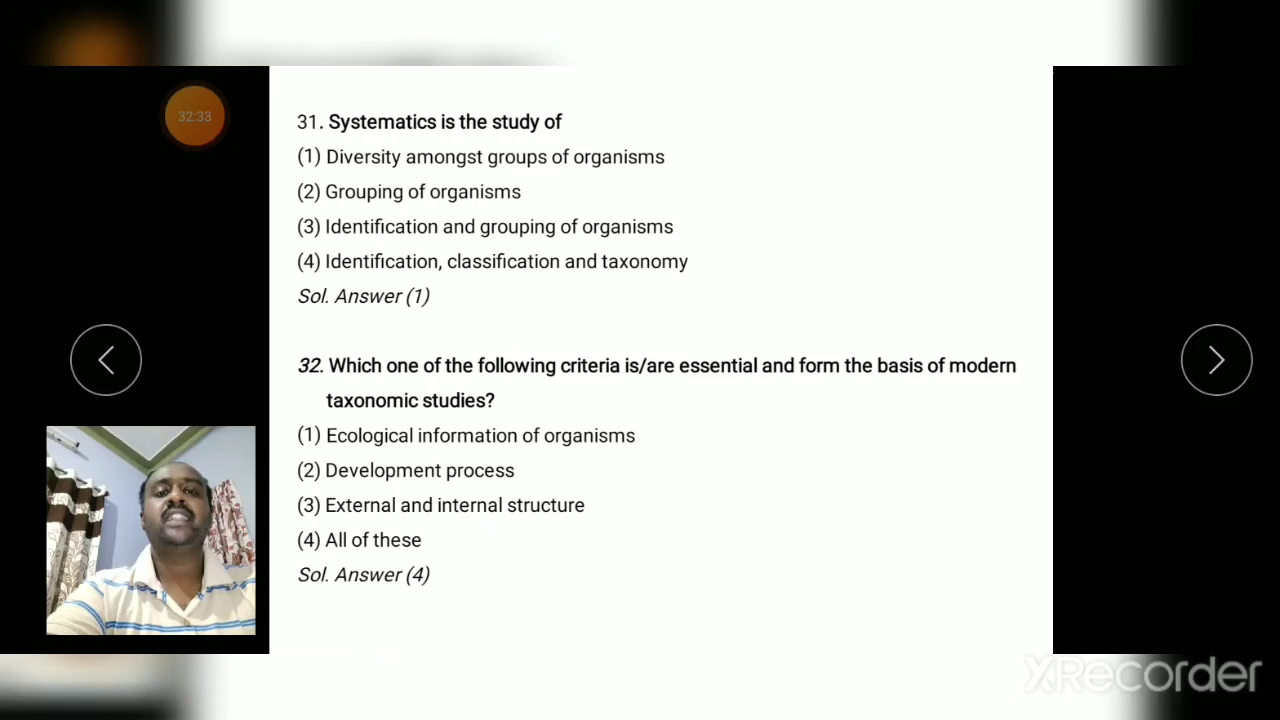 32:33
31. Systematics is the study of
(1) Diversity amongst groups of organisms
(2) Grouping of organisms
(3) Identification and grouping of organisms
(4) Identification, classification and taxonomy
Sol. Answer (1)
32. Which one of the following criteria is/are essential and form the basis of modern
taxonomic studies?
(1) Ecological information of organisms
(2) Development process
(3) External and internal structure
(4) All of these
Sol. Answer (4)
XRecorder